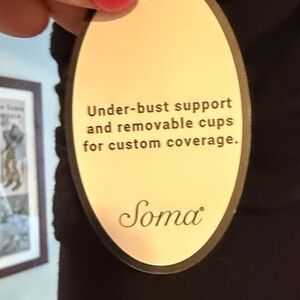 Under-bust support
and removable cups
for custom coverage.
Soma®